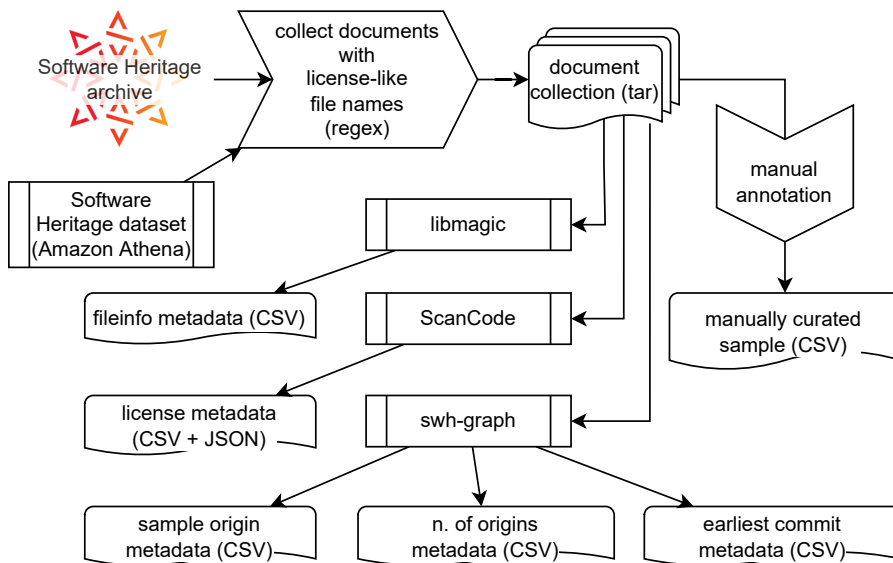 Software Heritage
archive
collect documents
with
license-like
file names
(regex)
document
collection (tar)
manual
annotation
Software
Heritage dataset
(Amazon Athena)
libmagic
fileinfo metadata (CSV)
ScanCode
manually curated
sample (CSV)
license metadata
(CSV + JSON)
swh-graph
sample origin
metadata (CSV)
n. of origins
metadata (CSV)
earliest commit
metadata (CSV)